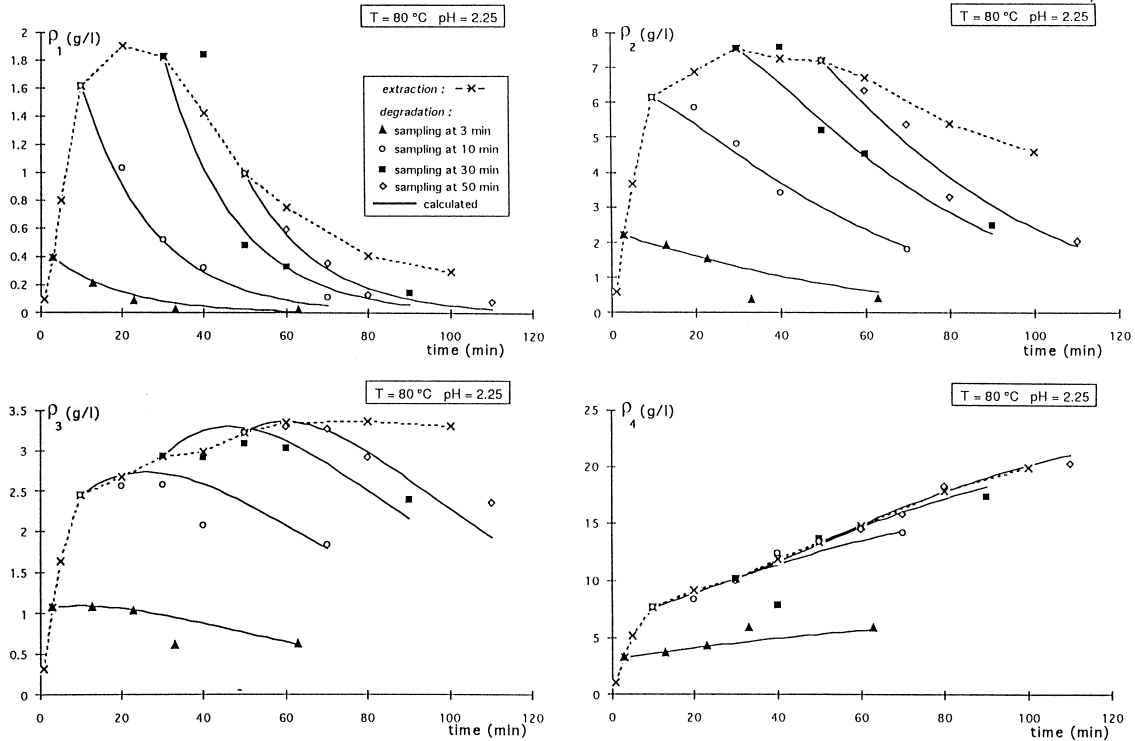 T = 80 °C pH = 2.25
ρ1 (g/l)
2
1.8
1.6
1.4
1.2
1
0.8
0.6
0.4
0.2
0
0 20 40 60 80 100 120
time (min)
extraction : -×-
degradation :
▲ sampling at 3 min
○ sampling at 10 min
■ sampling at 30 min
◇ sampling at 50 min
calculated
T = 80 °C pH = 2.25
ρ2 (g/l)
8
7
6
5
4
3
2
1
0
0 20 40 60 80 100 120
time (min)
T = 80 °C pH = 2.25
ρ3 (g/l)
3.5
3
2.5
2
1.5
1
0.5
0
0 20 40 60 80 100 120
time (min)
T = 80 °C pH = 2.25
ρ4 (g/l)
25
20
15
10
5
0
0 20 40 60 80 100 120
time (min)